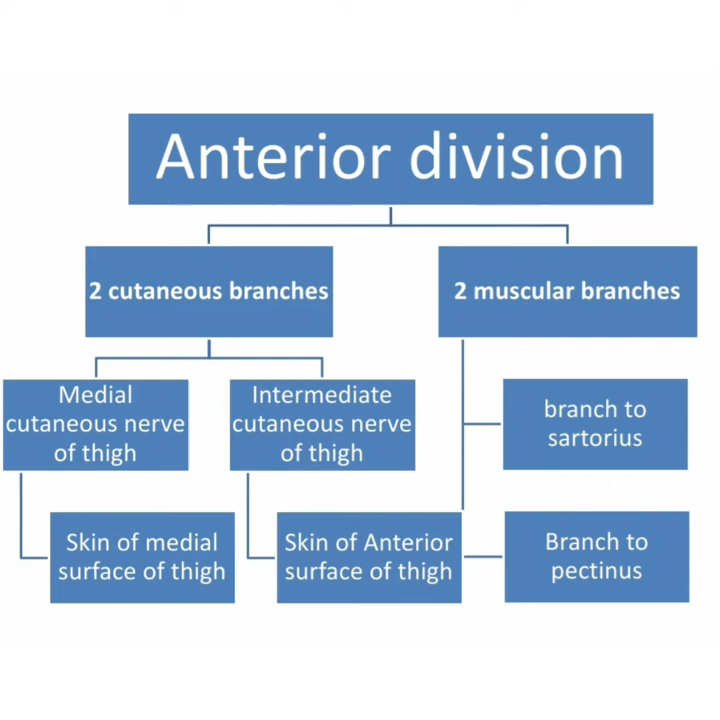 Anterior division
2 cutaneous branches
2 muscular branches
Medial
cutaneous nerve
of thigh
Intermediate
cutaneous nerve
of thigh
branch to
sartorius
Skin of medial
surface of thigh
Skin of Anterior
surface of thigh
Branch to
pectinus